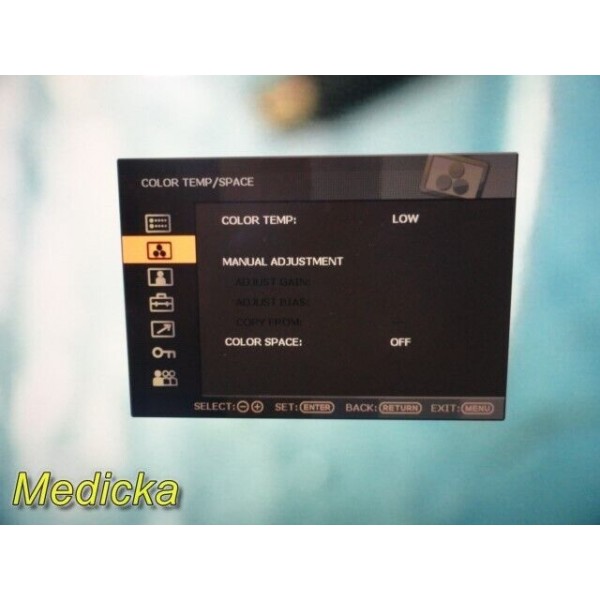 COLOR TEMP/SPACE
COLOR TEMP: LOW
MANUAL ADJUSTMENT
ADJUST GAIN:
ADJUST BIAS:
COPY FROM:
COLOR SPACE: OFF
SELECT: SET: ENTER BACK: RETURN EXIT: MENU
Medicka